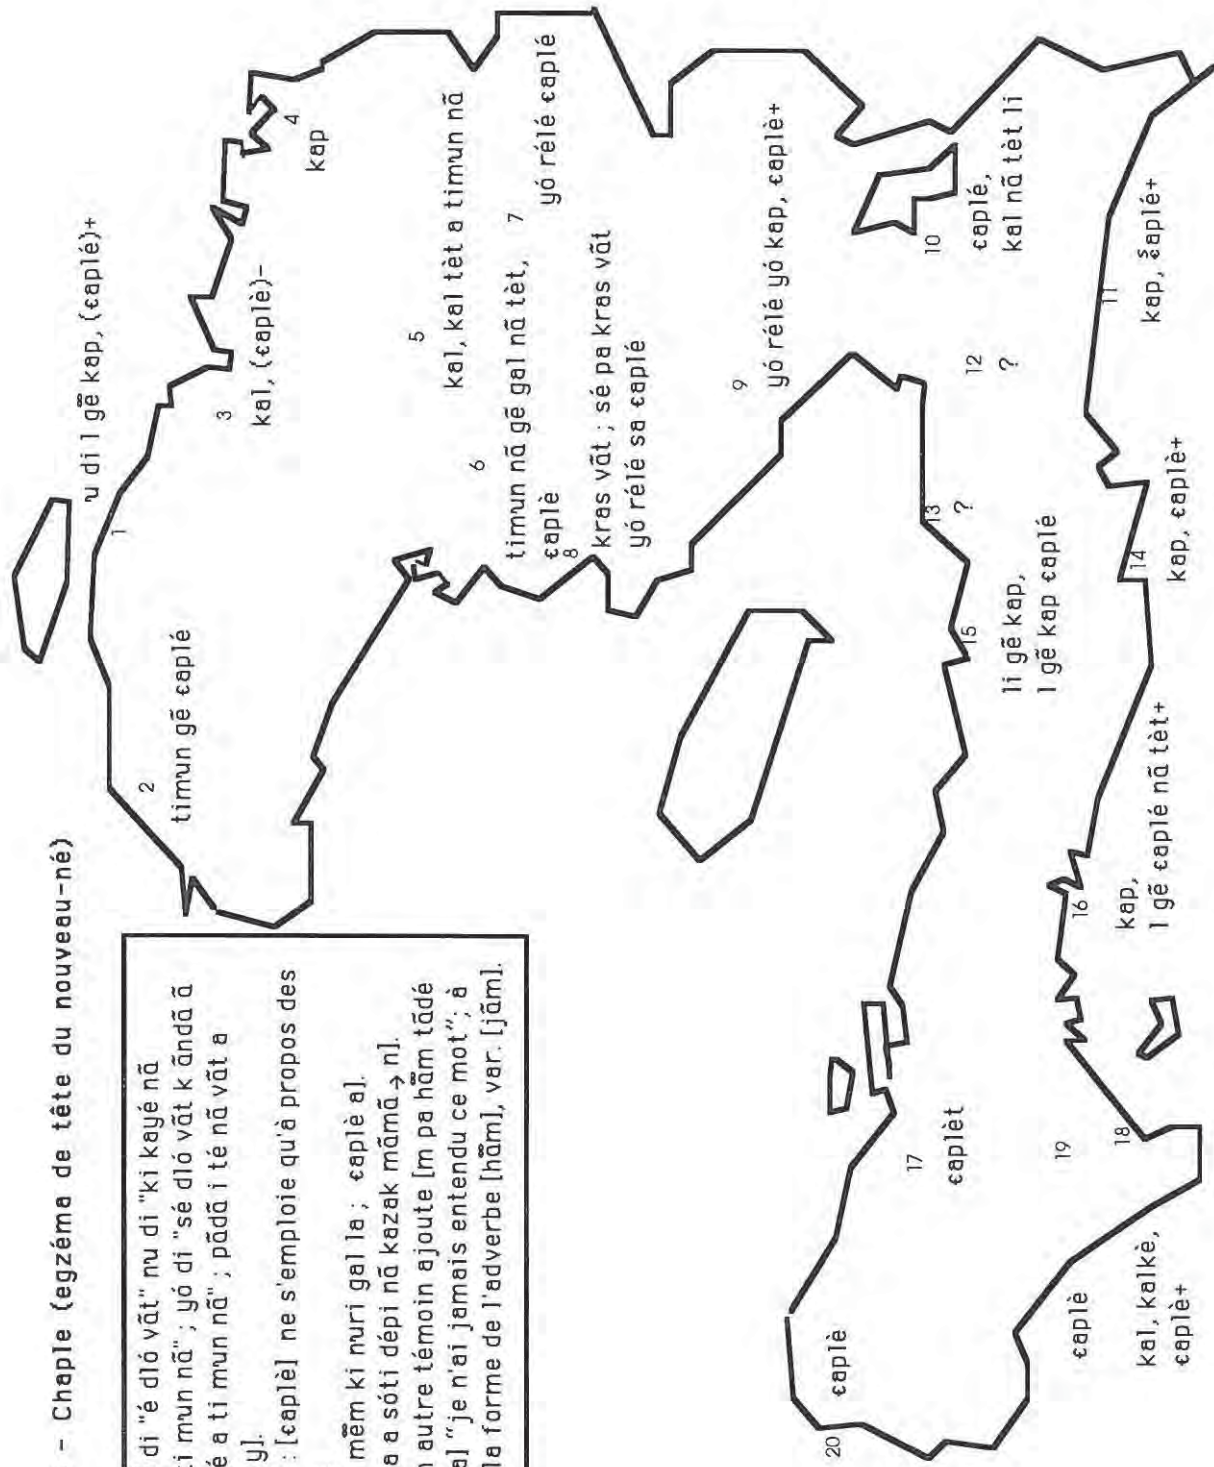 - Chaple (egzéma de tête du nouveau-né)
di "é dló vãt" nu di "ki kayé nã
ti mun nã" ; yó di "sé dló vãt k ãndã ã
é a ti mun nã" ; pãdã i té nã vãt a
y].
: [ɛaplè] ne s'emploie qu'à propos des
mẽm ki nuri gal la ; ɛaplè a].
a a sóti dépi nã kazak mãmã → n].
n autre témoin ajoute [m pa hãm tãdé
a] "je n'ai jamais entendu ce mot" ; à
la forme de l'adverbe [hãm], var. [jãm].
1
u di l gẽ kap, (ɛaplé)+
2
timun gẽ ɛaplé
3
kal, (ɛaplè)-
4
kap
5
kal, kal tèt a timun nã
6
timun nã gẽ gal nã tèt,
ɛaplè
7
yó rélé ɛaplé
8
kras vãt ; sé pa kras vãt
yó rélé sa ɛaplé
9
yó rélé yó kap, ɛaplè+
10
ɛaplé,
kal nã tèt li
11
kap, šaplé+
12
?
13
?
14
kap, ɛaplè+
15
li gẽ kap,
l gẽ kap ɛaplé
16
kap,
l gẽ ɛaplé nã tèt+
17
ɛaplèt
18
kal, kalkè,
ɛaplè+
19
ɛaplè
20
ɛaplè